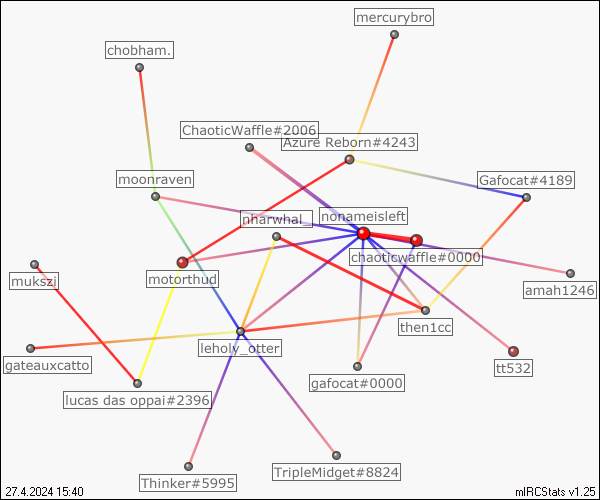 mercurybro
chobham.
ChaoticWaffle#2006
Azure Reborn#4243
moonraven
Gafocat#4189
nonameisleft
nharwhal_
chaoticwaffle#0000
motorthud
mukszi
amah1246
then1cc
leholy_otter
gateauxcatto
tt532
gafocat#0000
lucas das oppai#2396
TripleMidget#8824
Thinker#5995
27.4.2024 15:40
mIRCStats v1.25